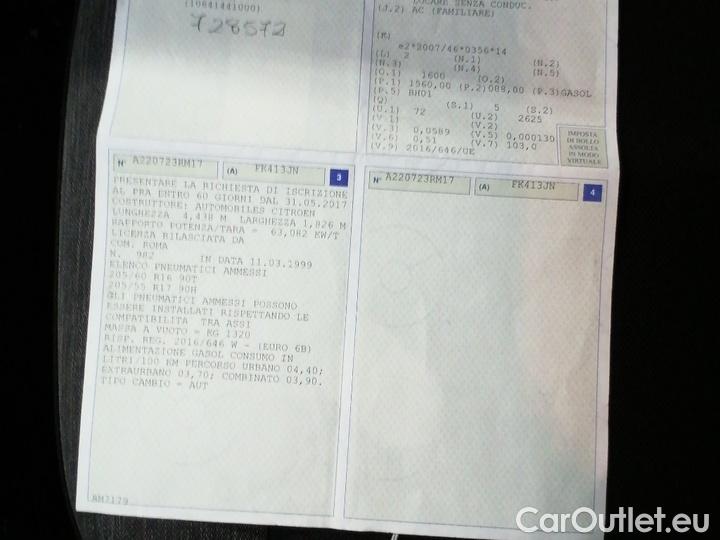 (10641441000)
728572
LOCARE SENZA CONDUC.
(J.2) AC (FAMILIARE)
(K)
e2*2007/46*0356*14
(L) 2 (N.1) (N.2)
(N.3) (N.4) (N.5)
(O.1) 1600 (O.2)
(P.1) 1560,00 (P.2)088,00 (P.3)GASOL
(P.5) BH01
(Q) (S.1) 5 (S.2)
(U.1) 72 (U.2) 2625
(V.1) (V.2)
(V.3) 0,0589 (V.5) 0,000130
(V.6) 0,51 (V.7) 103,0
(V.9) 2016/646/UE
IMPOSTA
DI BOLLO
ASSOLTA
IN MODO
VIRTUALE
N° A220723RM17 (A) FK413JN 3
PRESENTARE LA RICHIESTA DI ISCRIZIONE
AL PRA ENTRO 60 GIORNI DAL 31.05.2017
COSTRUTTORE: AUTOMOBILES CITROEN
LUNGHEZZA 4,438 M LARGHEZZA 1,826 M
RAPPORTO POTENZA/TARA = 63,082 KW/T
LICENZA RILASCIATA DA
COM. ROMA
N. 982 IN DATA 11.03.1999
ELENCO PNEUMATICI AMMESSI
205/60 R16 90T
205/55 R17 90H
GLI PNEUMATICI AMMESSI POSSONO
ESSERE INSTALLATI RISPETTANDO LE
COMPATIBILITA TRA ASSI
MASSA A VUOTO = KG 1320
RISP. REG. 2016/646 W - (EURO 6B)
ALIMENTAZIONE GASOL CONSUMO IN
LITRI/100 KM PERCORSO URBANO 04,40;
EXTRAURBANO 03,70; COMBINATO 03,90.
TIPO CAMBIO = AUT
RM7179
N° A220723RM17 (A) FK413JN 4
CarOutlet.eu